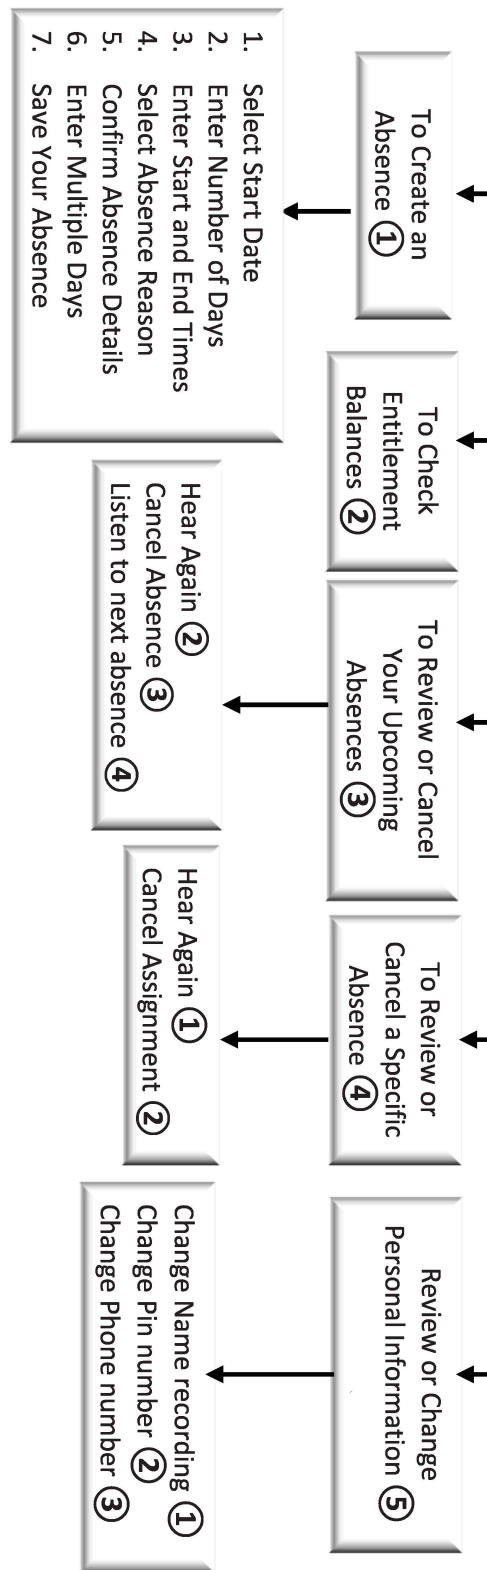 To Create an
Absence ①
To Check
Entitlement
Balances ②
To Review or Cancel
Your Upcoming
Absences ③
To Review or
Cancel a Specific
Absence ④
Review or Change
Personal Information ⑤
1. Select Start Date
2. Enter Number of Days
3. Enter Start and End Times
4. Select Absence Reason
5. Confirm Absence Details
6. Enter Multiple Days
7. Save Your Absence
Hear Again ②
Cancel Absence ③
Listen to next absence ④
Hear Again ①
Cancel Assignment ②
Change Name recording ①
Change Pin number ②
Change Phone number ③